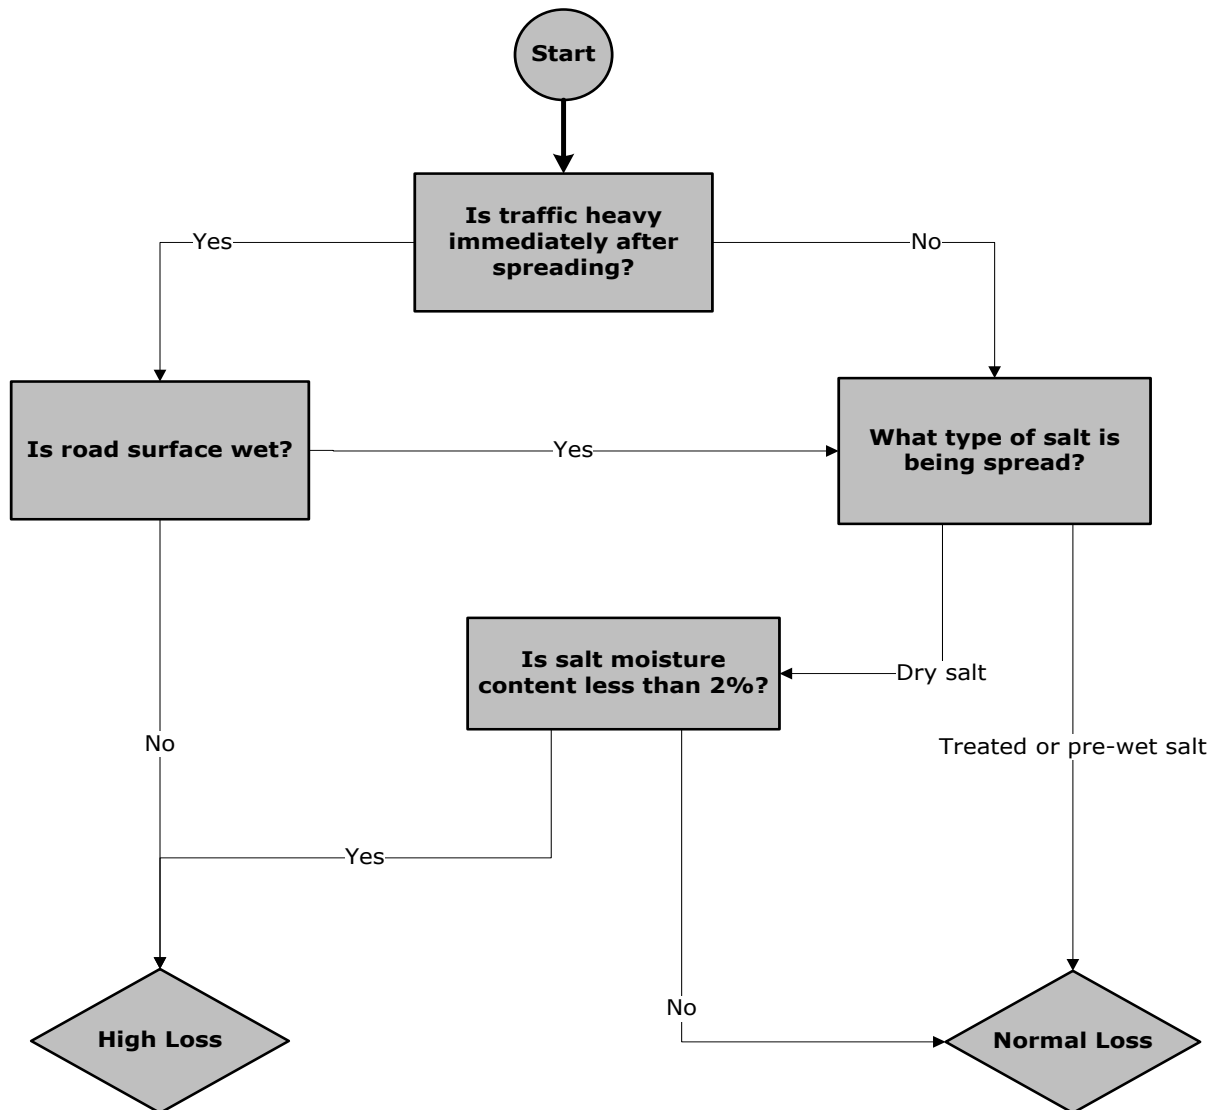 Start
Is traffic heavy
immediately after
spreading?
Yes
No
Is road surface wet?
Yes
What type of salt is
being spread?
Is salt moisture
content less than 2%?
Dry salt
No
Treated or pre-wet salt
Yes
No
High Loss
Normal Loss